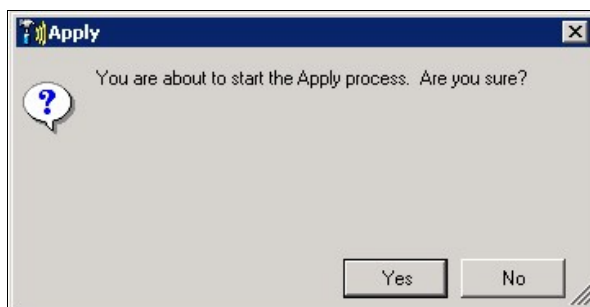 Apply
You are about to start the Apply process. Are you sure?
?
Yes No